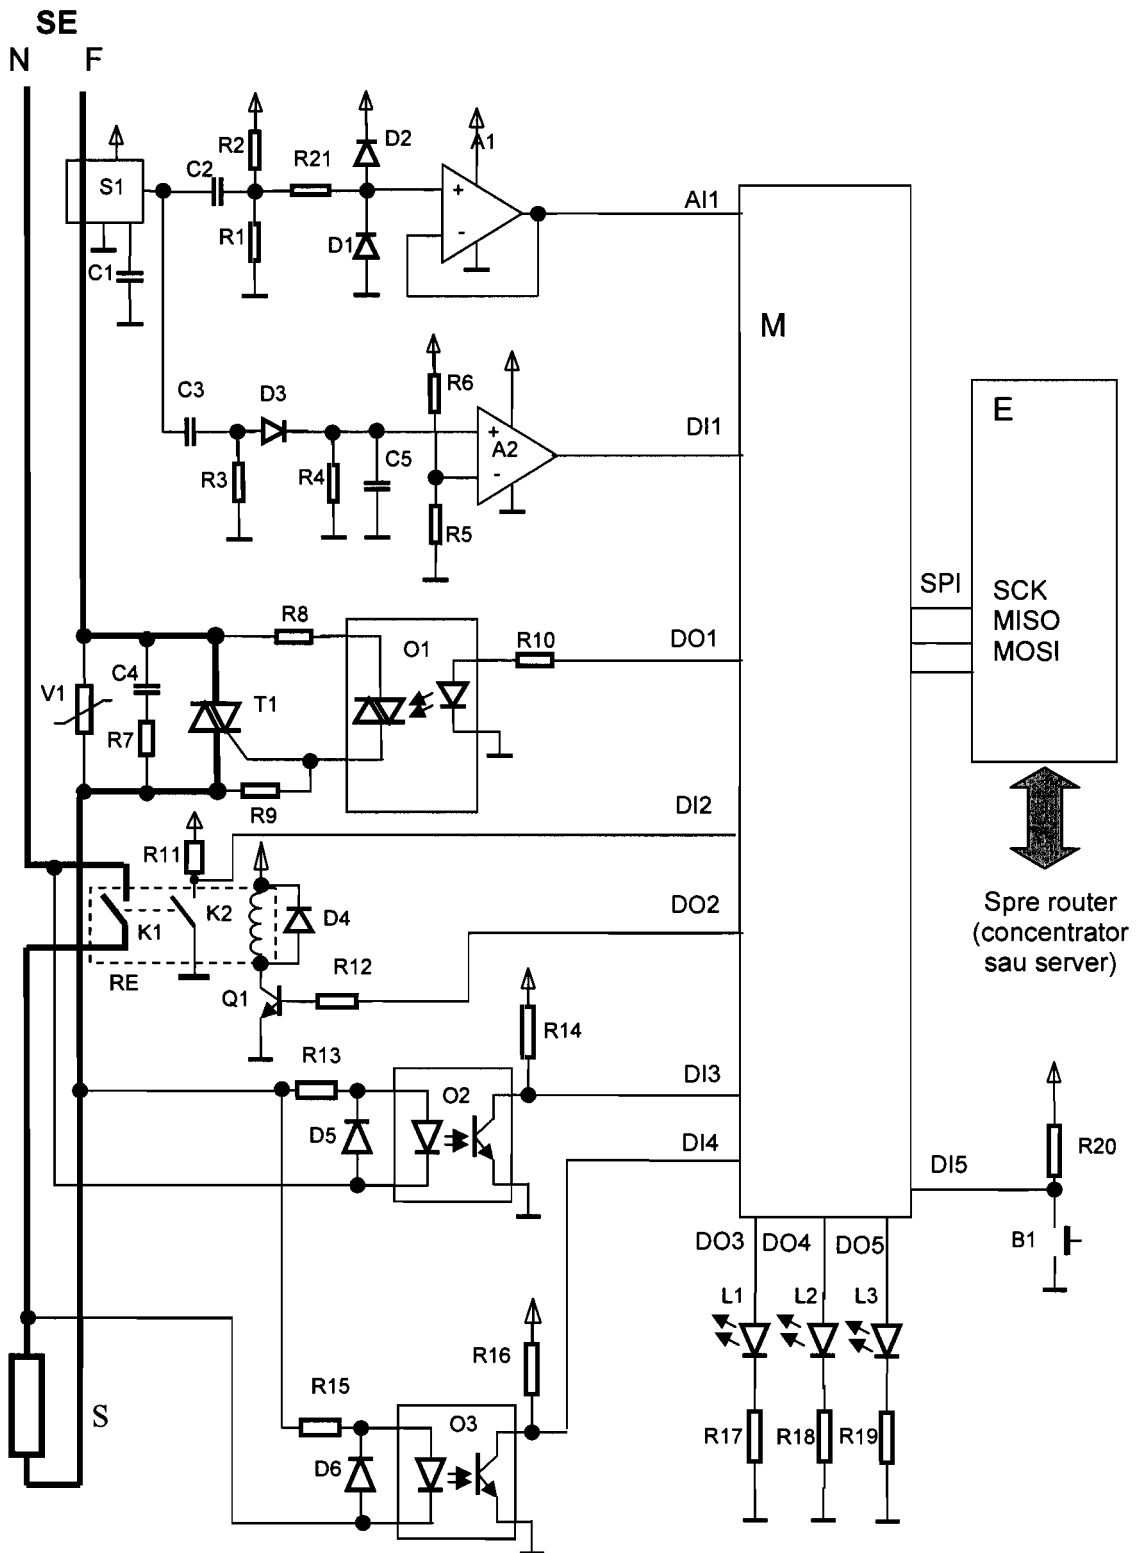 SE
N F
A1
R2 D2
C2 R21
S1 + AI1
R1 D1 -
C1
M
R6
C3 D3
E
+ DI1
A2
R3 R4 C5 -
R5
SPI
SCK
MISO
MOSI
R8
O1 R10 DO1
C4
V1 T1
R7
R9 DI2
R11
K2 D4 DO2
K1
Spre router
(concentrator
sau server)
RE R12
Q1
R14
R13
O2 DI3
D5 DI4
R20
DI5
DO3 DO4 DO5 B1
L1 L2 L3
R16
R15
S O3
R17 R18 R19
D6